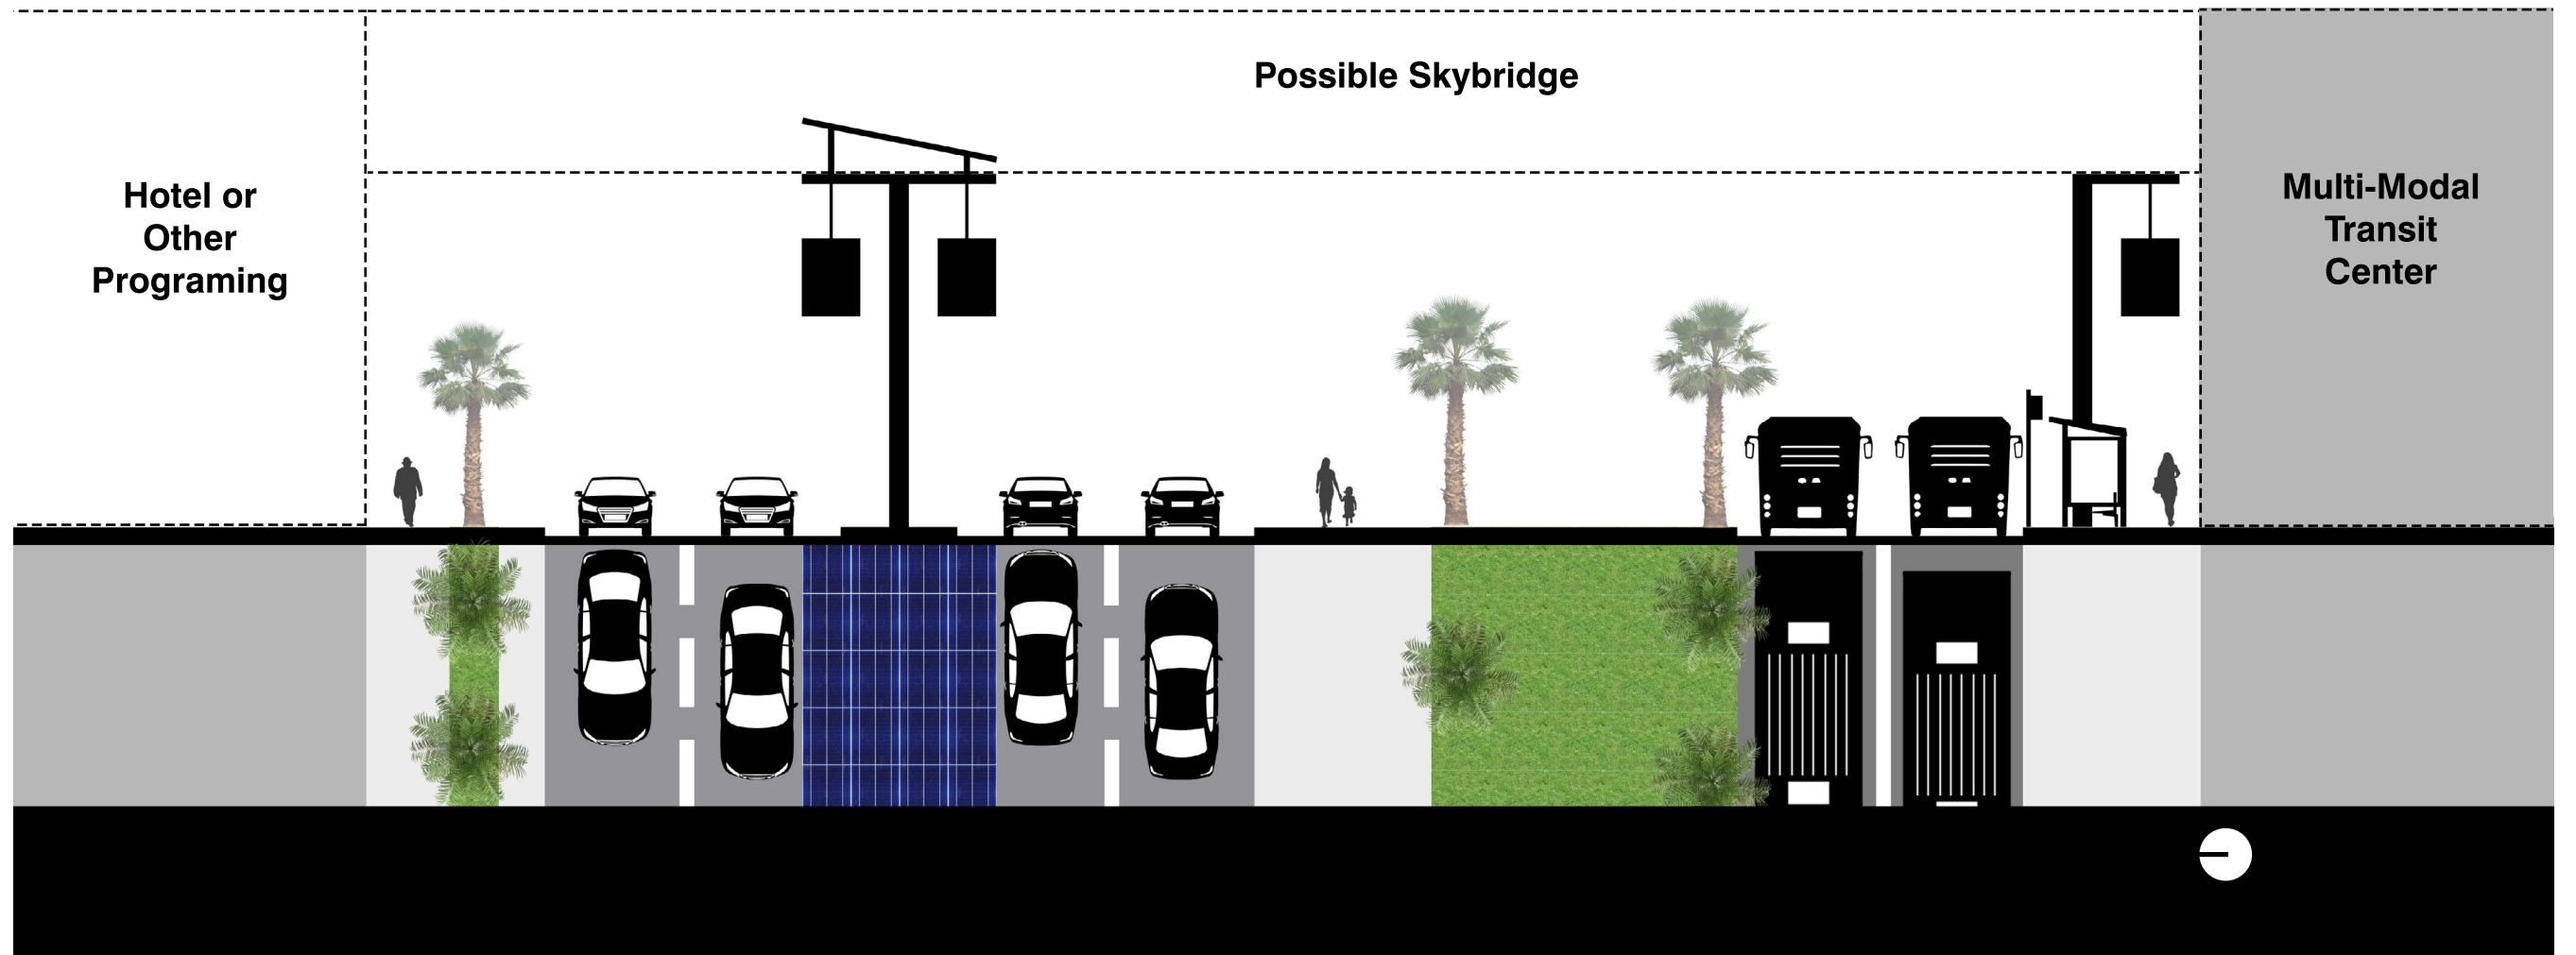 Possible Skybridge
Hotel or
Other
Programing
Multi-Modal
Transit
Center